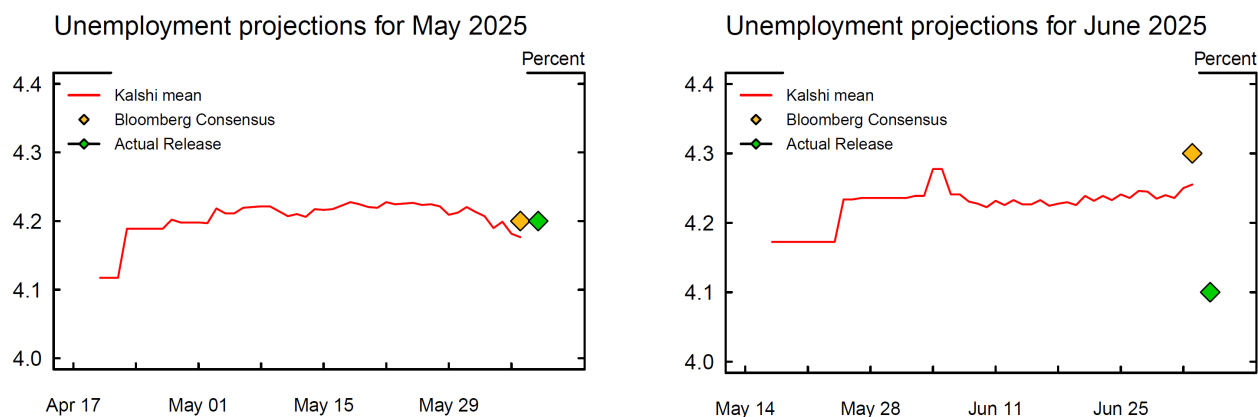 Unemployment projections for May 2025
Percent
4.4
4.3
4.2
4.1
4.0
Kalshi mean
Bloomberg Consensus
Actual Release
Apr 17
May 01
May 15
May 29
Unemployment projections for June 2025
Percent
4.4
4.3
4.2
4.1
4.0
Kalshi mean
Bloomberg Consensus
Actual Release
May 14
May 28
Jun 11
Jun 25